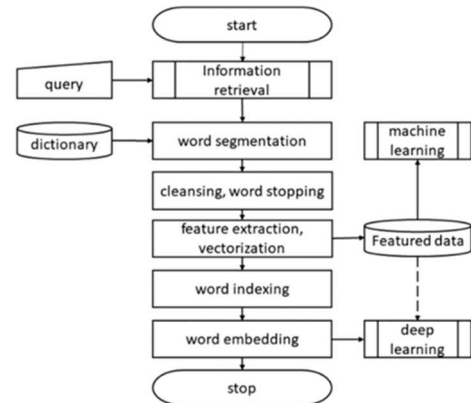 start
query
Information
retrieval
dictionary
word segmentation
machine
learning
cleansing, word stopping
feature extraction,
vectorization
Featured data
word indexing
word embedding
deep
learning
stop